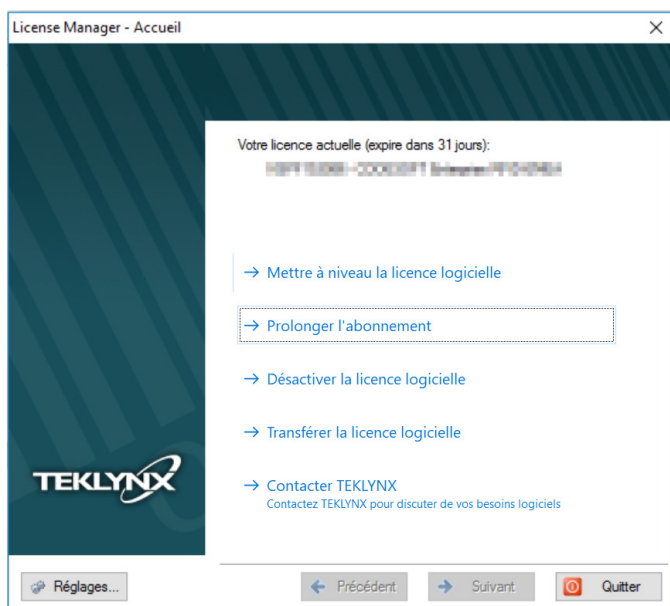 License Manager - Accueil
Votre licence actuelle (expire dans 31 jours):
→ Mettre à niveau la licence logicielle
→ Prolonger l'abonnement
→ Désactiver la licence logicielle
→ Transférer la licence logicielle
→ Contacter TEKLYNX
Contactez TEKLYNX pour discuter de vos besoins logiciels
TEKLYNX
Réglages...
Précédent
Suivant
Quitter